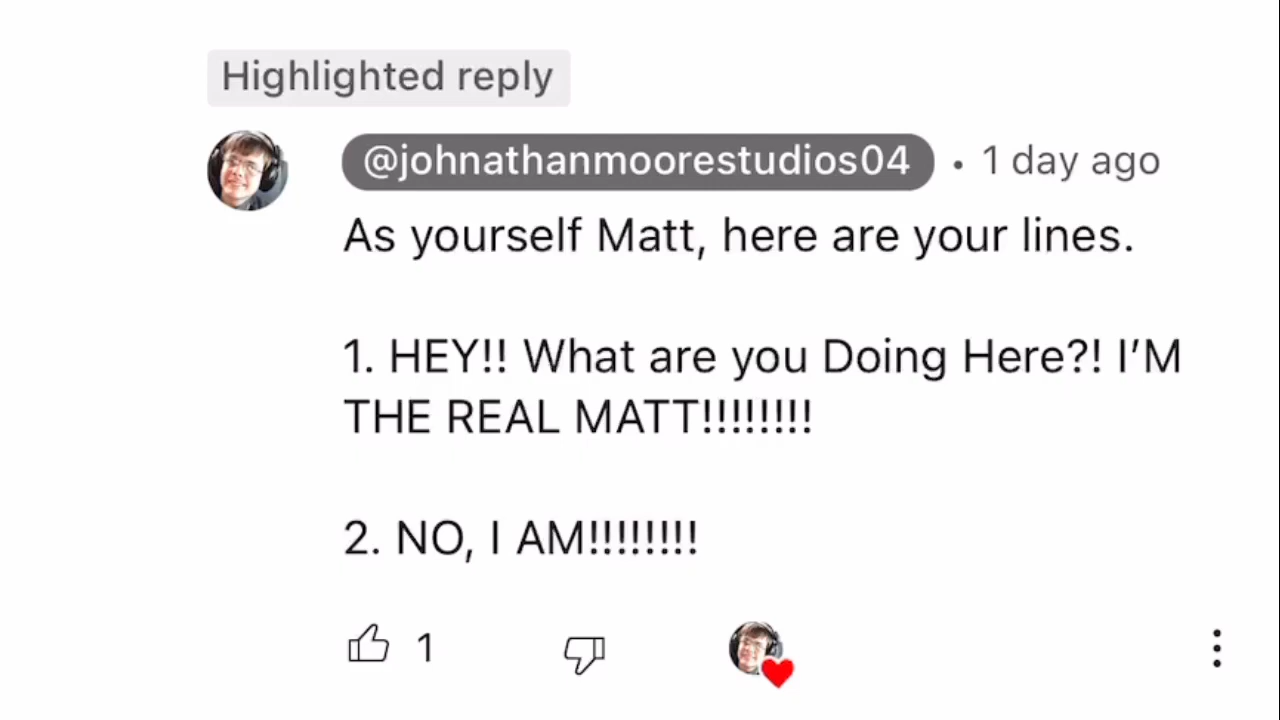 Highlighted reply
@johnathanmoorestudios04 · 1 day ago
As yourself Matt, here are your lines.
1. HEY!! What are you Doing Here?! I’M
THE REAL MATT!!!!!!!!
2. NO, I AM!!!!!!!!
1